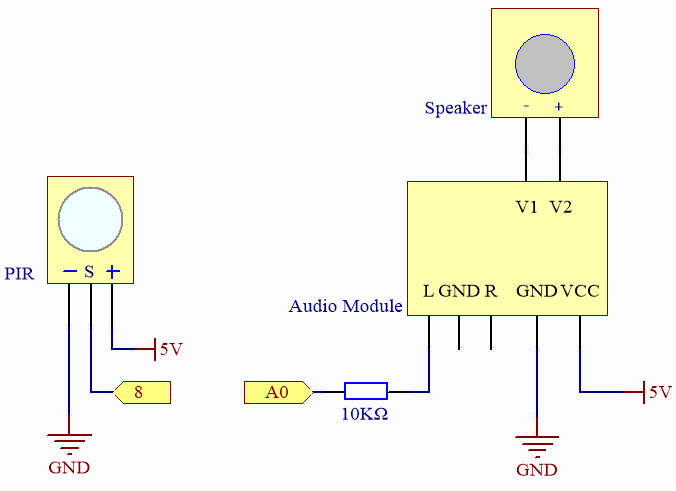 - +
Speaker
V1 V2
L GND R GND VCC
Audio Module
- S +
PIR
5V
8
GND
A0
10KΩ
5V
GND